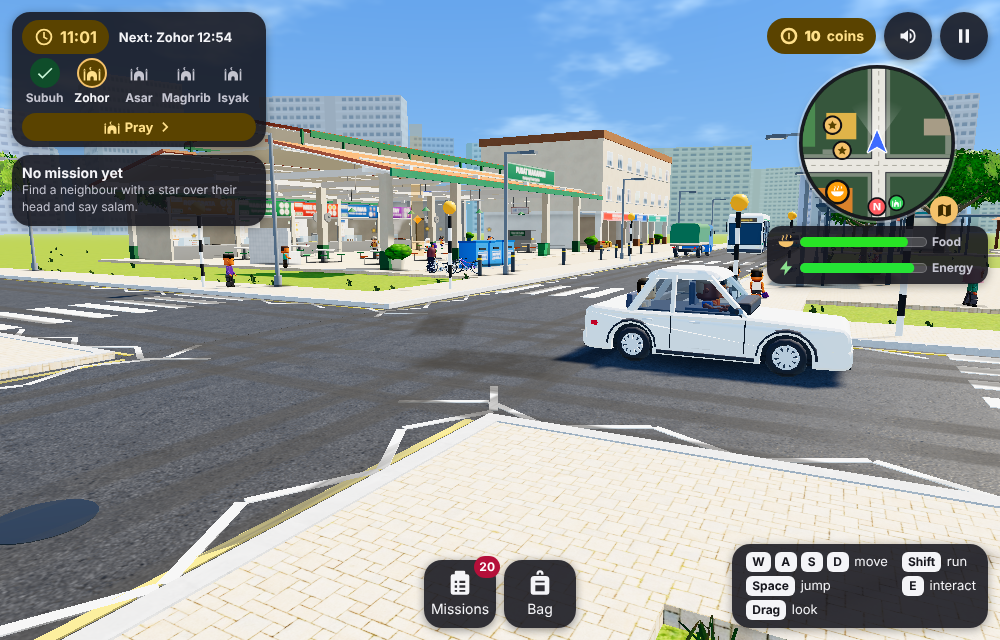 11:01 Next: Zohor 12:54
Subuh Zohor Asar Maghrib Isyak
Pray
No mission yet
Find a neighbour with a star over their
head and say salam.
10 coins
N
Food
Energy
20
Missions
Bag
W A S D move Shift run
Space jump E interact
Drag look